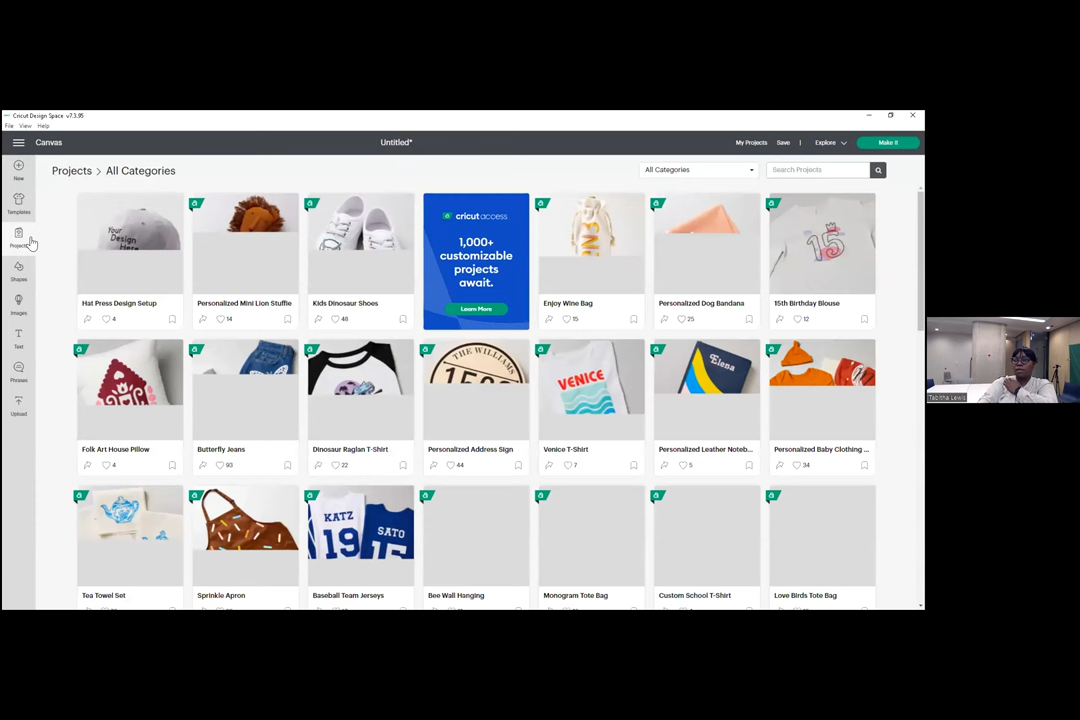 Cricut Design Space v7.3.95
File View Help
Canvas
Untitled*
My Projects Save | Explore Make It
New
Templates
Projects
Shapes
Images
Text
Phrases
Upload
Projects > All Categories
All Categories
Search Projects
Your
Design
Here
Hat Press Design Setup
4
Personalized Mini Lion Stuffie
14
Kids Dinosaur Shoes
48
cricut access
1,000+
customizable
projects
await.
Learn More
Enjoy Wine Bag
15
Personalized Dog Bandana
25
15
15th Birthday Blouse
12
Folk Art House Pillow
4
Butterfly Jeans
93
Dinosaur Raglan T-Shirt
22
THE WILLIAMS
Personalized Address Sign
44
VENICE
Venice T-Shirt
7
Elena
Personalized Leather Noteb...
5
Personalized Baby Clothing ...
34
Tea Towel Set
Sprinkle Apron
KATZ
19
SATO
15
Baseball Team Jerseys
Bee Wall Hanging
Monogram Tote Bag
Custom School T-Shirt
Love Birds Tote Bag
Tabitha Lewis